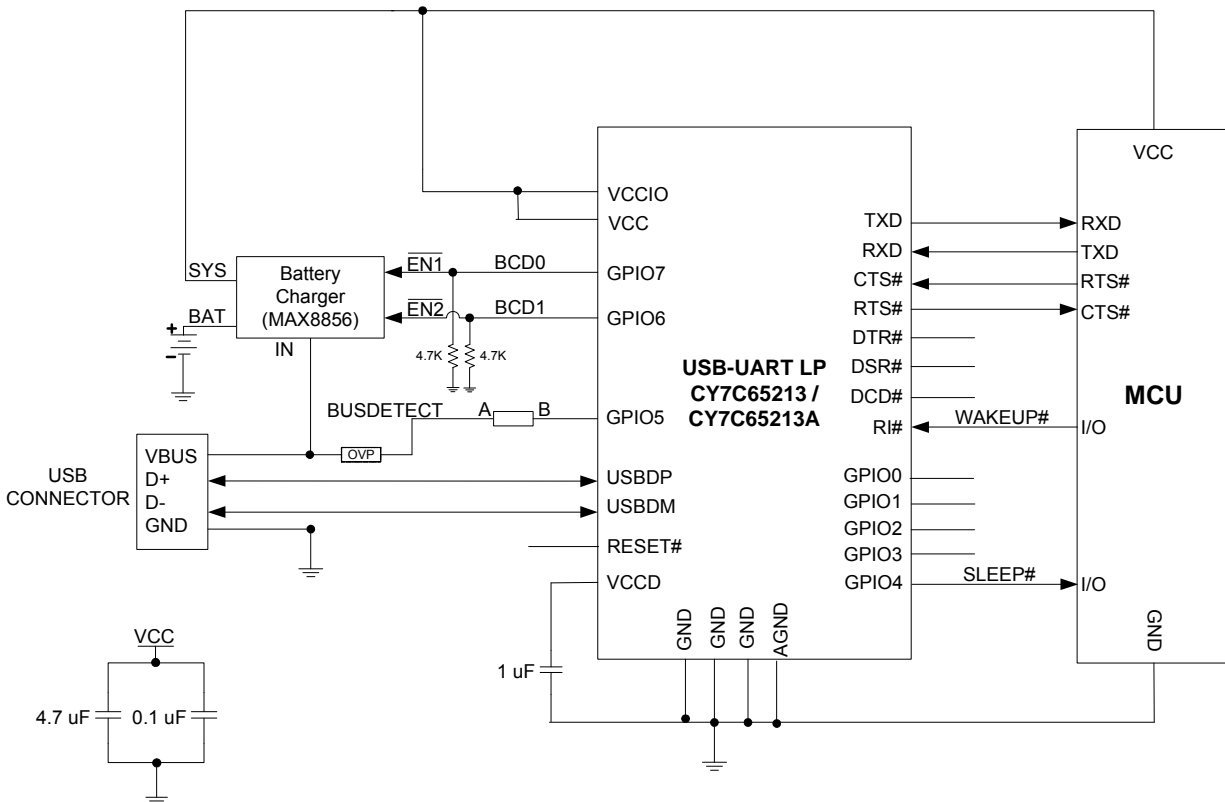 VCC
VCCIO
VCC
TXD
RXD
RXD
TXD
CTS#
RTS#
RTS#
CTS#
DTR#
DSR#
DCD#
RI#
WAKEUP#
I/O
GPIO0
GPIO1
GPIO2
GPIO3
GPIO4
SLEEP#
I/O
MCU
GND
SYS
Battery
Charger
(MAX8856)
EN1
BCD0
GPIO7
BAT
EN2
BCD1
GPIO6
+
-
IN
4.7K
4.7K
USB-UART LP
CY7C65213 /
CY7C65213A
BUSDETECT
A
B
GPIO5
OVP
USB
CONNECTOR
VBUS
D+
D-
GND
USBDP
USBDM
RESET#
VCCD
GND
GND
GND
AGND
1 uF
VCC
4.7 uF
0.1 uF